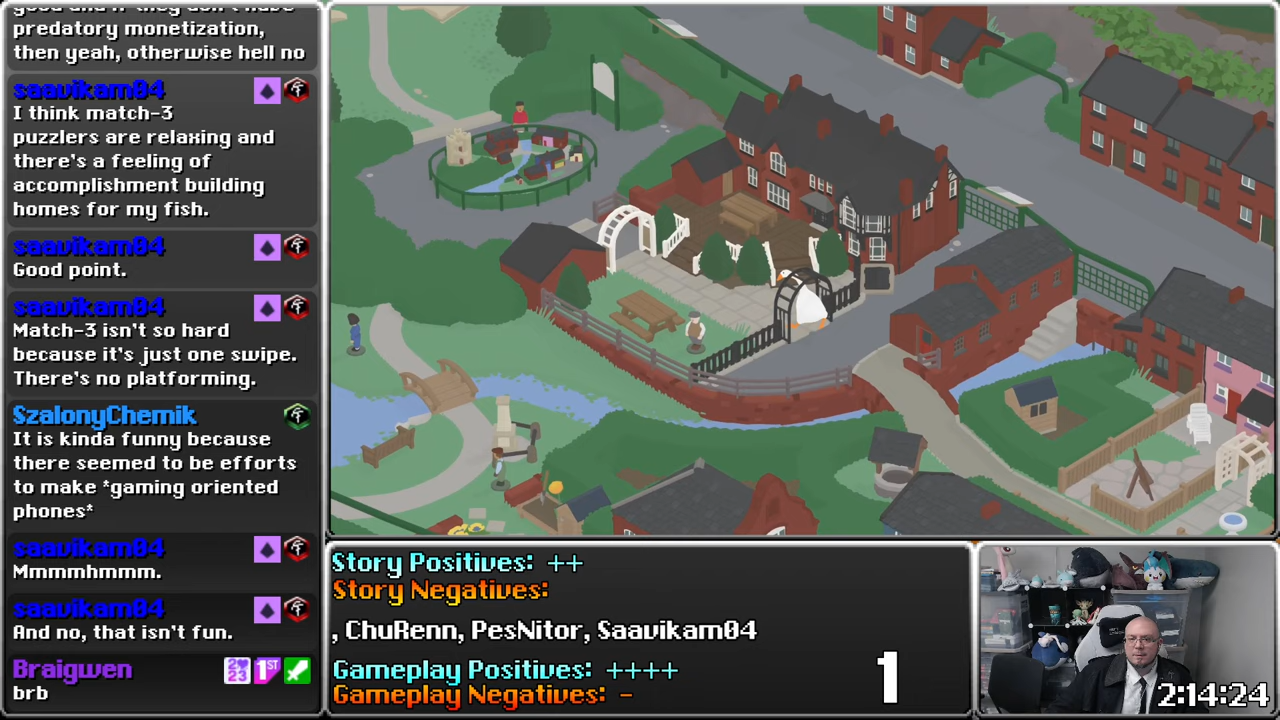 good and if they don't have
predatory monetization,
then yeah, otherwise hell no
saavikam04
I think match-3
puzzlers are relaxing and
there's a feeling of
accomplishment building
homes for my fish.
saavikam04
Good point.
saavikam04
Match-3 isn't so hard
because it's just one swipe.
There's no platforming.
SzalonyChemik
It is kinda funny because
there seemed to be efforts
to make *gaming oriented
phones*
saavikam04
Mmmmhmmm.
saavikam04
And no, that isn't fun.
Braigwen
2023 1ST
brb
Story Positives: ++
Story Negatives:
, ChuRenn, PesNitor, Saavikam04
Gameplay Positives: ++++
Gameplay Negatives: -
1
2:14:24